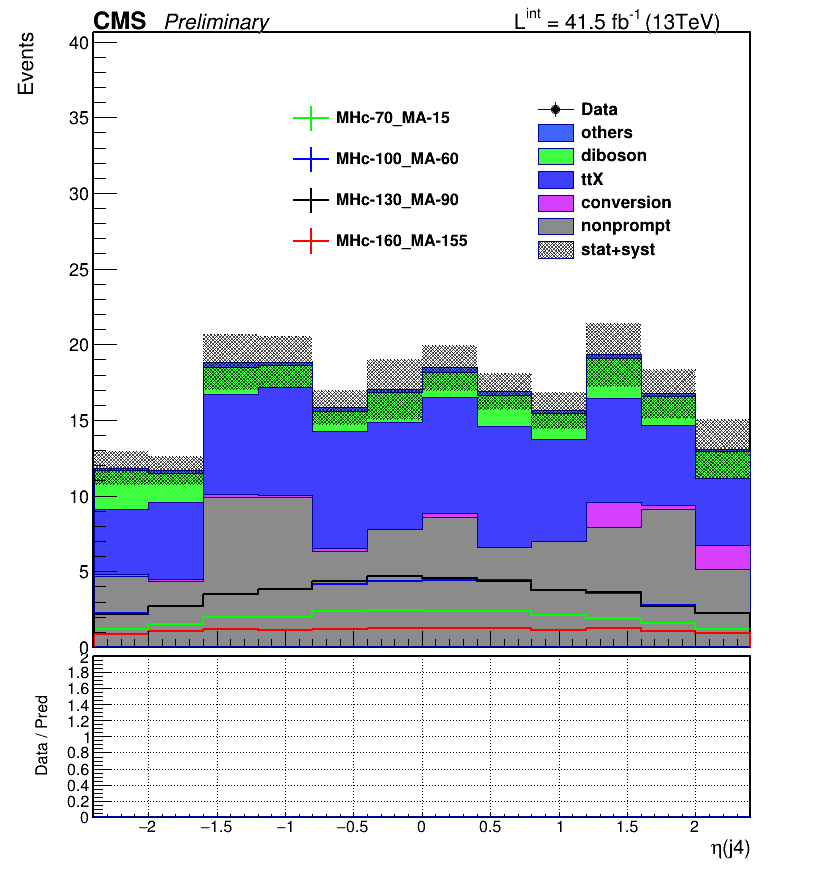 CMS Preliminary L^int = 41.5 fb^-1 (13TeV)
Events
40
35
30
25
20
15
10
5
0
MHc-70_MA-15
MHc-100_MA-60
MHc-130_MA-90
MHc-160_MA-155
Data
others
diboson
ttX
conversion
nonprompt
stat+syst
Data / Pred
2
1.8
1.6
1.4
1.2
1
0.8
0.6
0.4
0.2
0
−2 −1.5 −1 −0.5 0 0.5 1 1.5 2
η(j4)